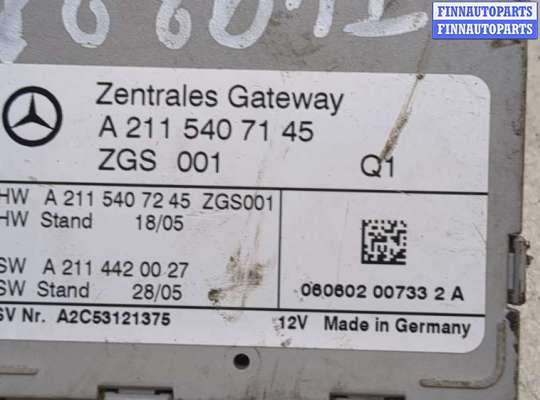 FINNAUTOPARTS
FINNAUTOPARTS
Zentrales Gateway
A 211 540 71 45
ZGS 001 Q1
HW A 211 540 72 45 ZGS001
HW Stand 18/05
SW A 211 442 00 27
SW Stand 28/05
060602 00733 2 A
SV Nr. A2C53121375 12V Made in Germany